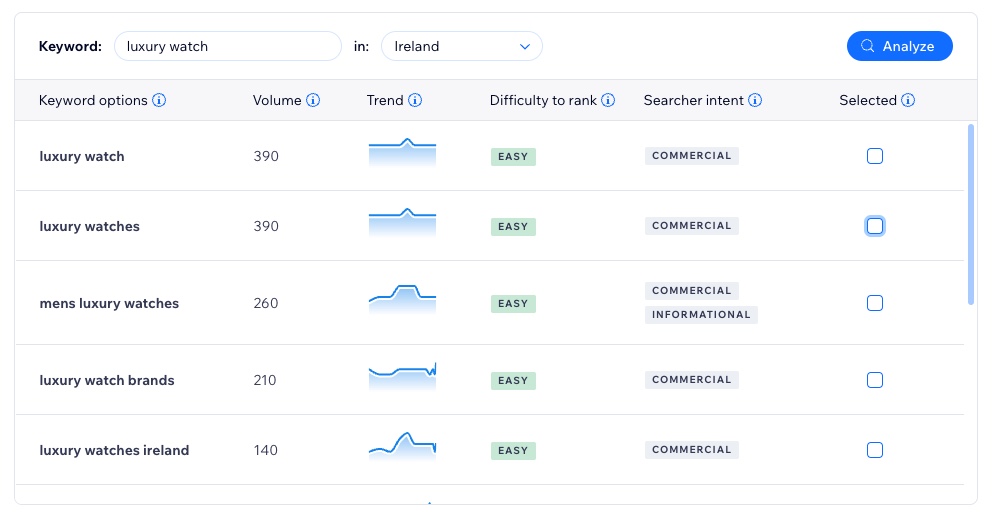 Keyword: luxury watch in: Ireland Analyze
Keyword options Volume Trend Difficulty to rank Searcher intent Selected
luxury watch 390 EASY COMMERCIAL
luxury watches 390 EASY COMMERCIAL
mens luxury watches 260 EASY COMMERCIAL
INFORMATIONAL
luxury watch brands 210 EASY COMMERCIAL
luxury watches ireland 140 EASY COMMERCIAL